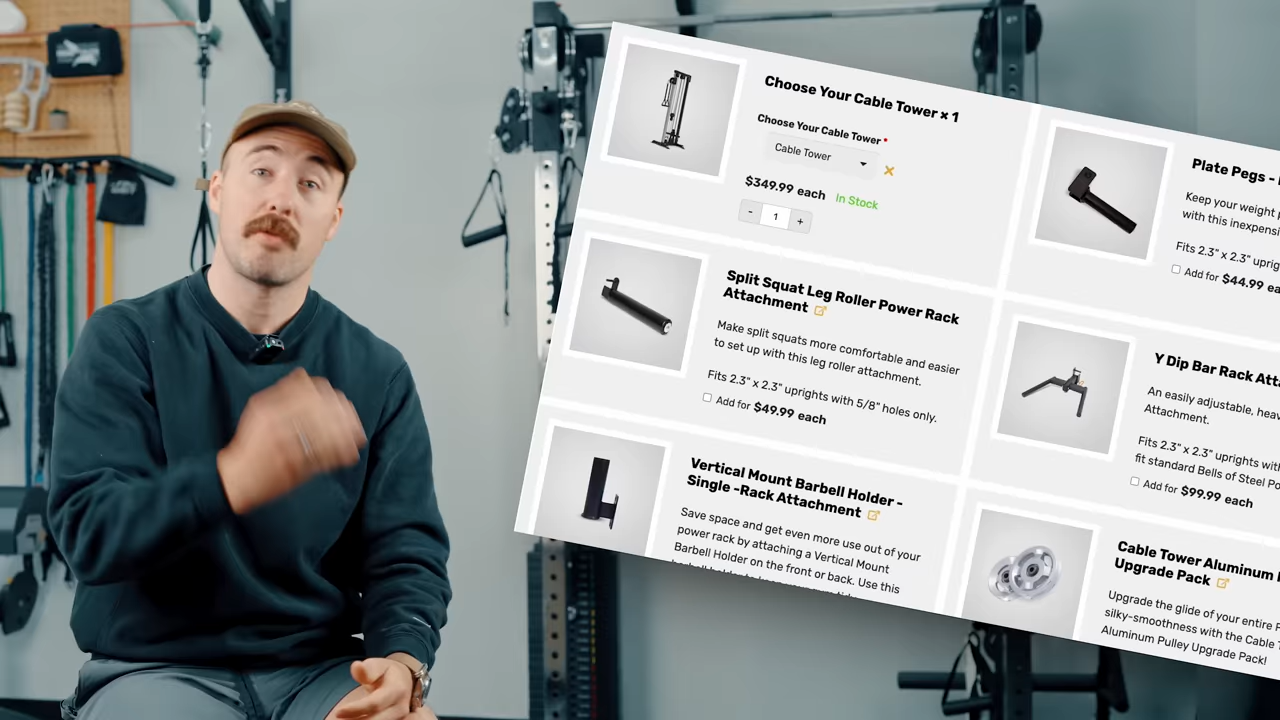 Choose Your Cable Tower × 1
Choose Your Cable Tower *
Cable Tower
$349.99 each In Stock
- 1 +
Split Squat Leg Roller Power Rack
Attachment
Make split squats more comfortable and easier
to set up with this leg roller attachment.
Fits 2.3" x 2.3" uprights with 5/8" holes only.
Add for $49.99 each
Vertical Mount Barbell Holder -
Single -Rack Attachment
Save space and get even more use out of your
power rack by attaching a Vertical Mount
Barbell Holder on the front or back. Use this
Plate Pegs -
Keep your weight
with this inexpensi
Fits 2.3" x 2.3" uprig
Add for $44.99 ea
Y Dip Bar Rack Atta
An easily adjustable, heav
Attachment.
Fits 2.3" x 2.3" uprights wit
fit standard Bells of Steel Po
Add for $99.99 each
Cable Tower Aluminum
Upgrade Pack
Upgrade the glide of your entire
silky-smoothness with the Cable
Aluminum Pulley Upgrade Pack!